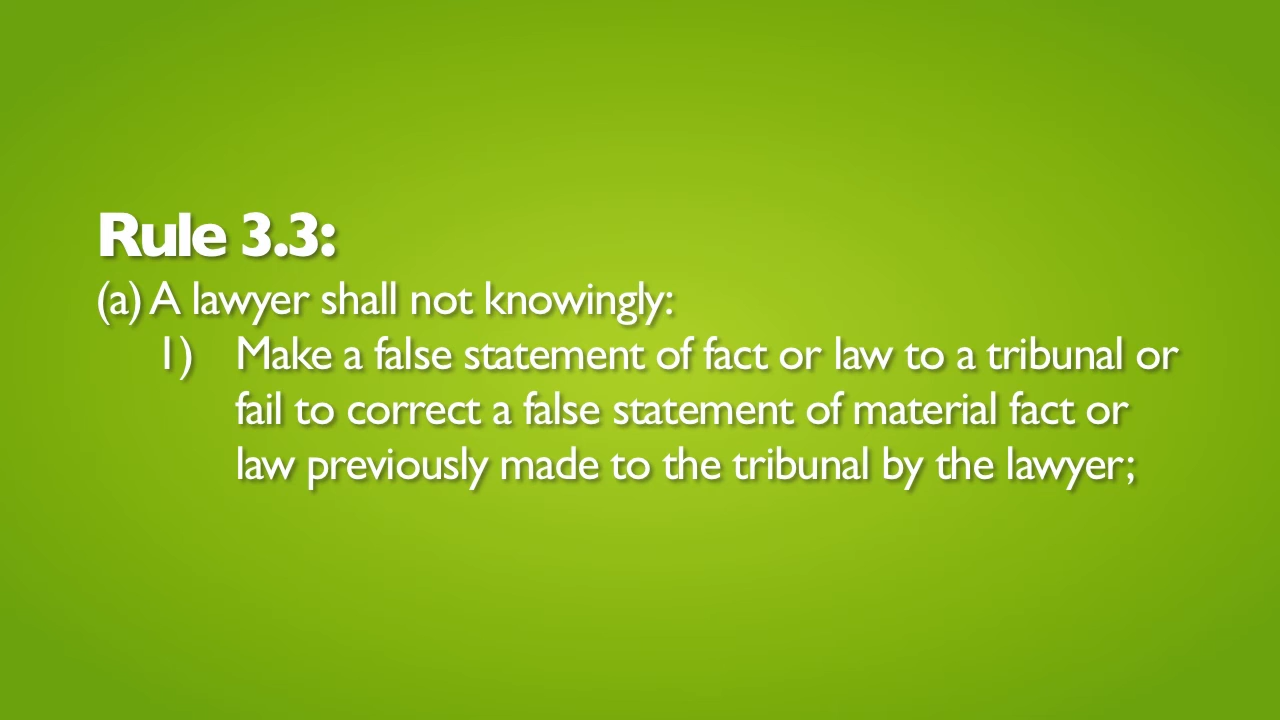 Rule 3.3:
(a) A lawyer shall not knowingly:
1) Make a false statement of fact or law to a tribunal or
fail to correct a false statement of material fact or
law previously made to the tribunal by the lawyer;